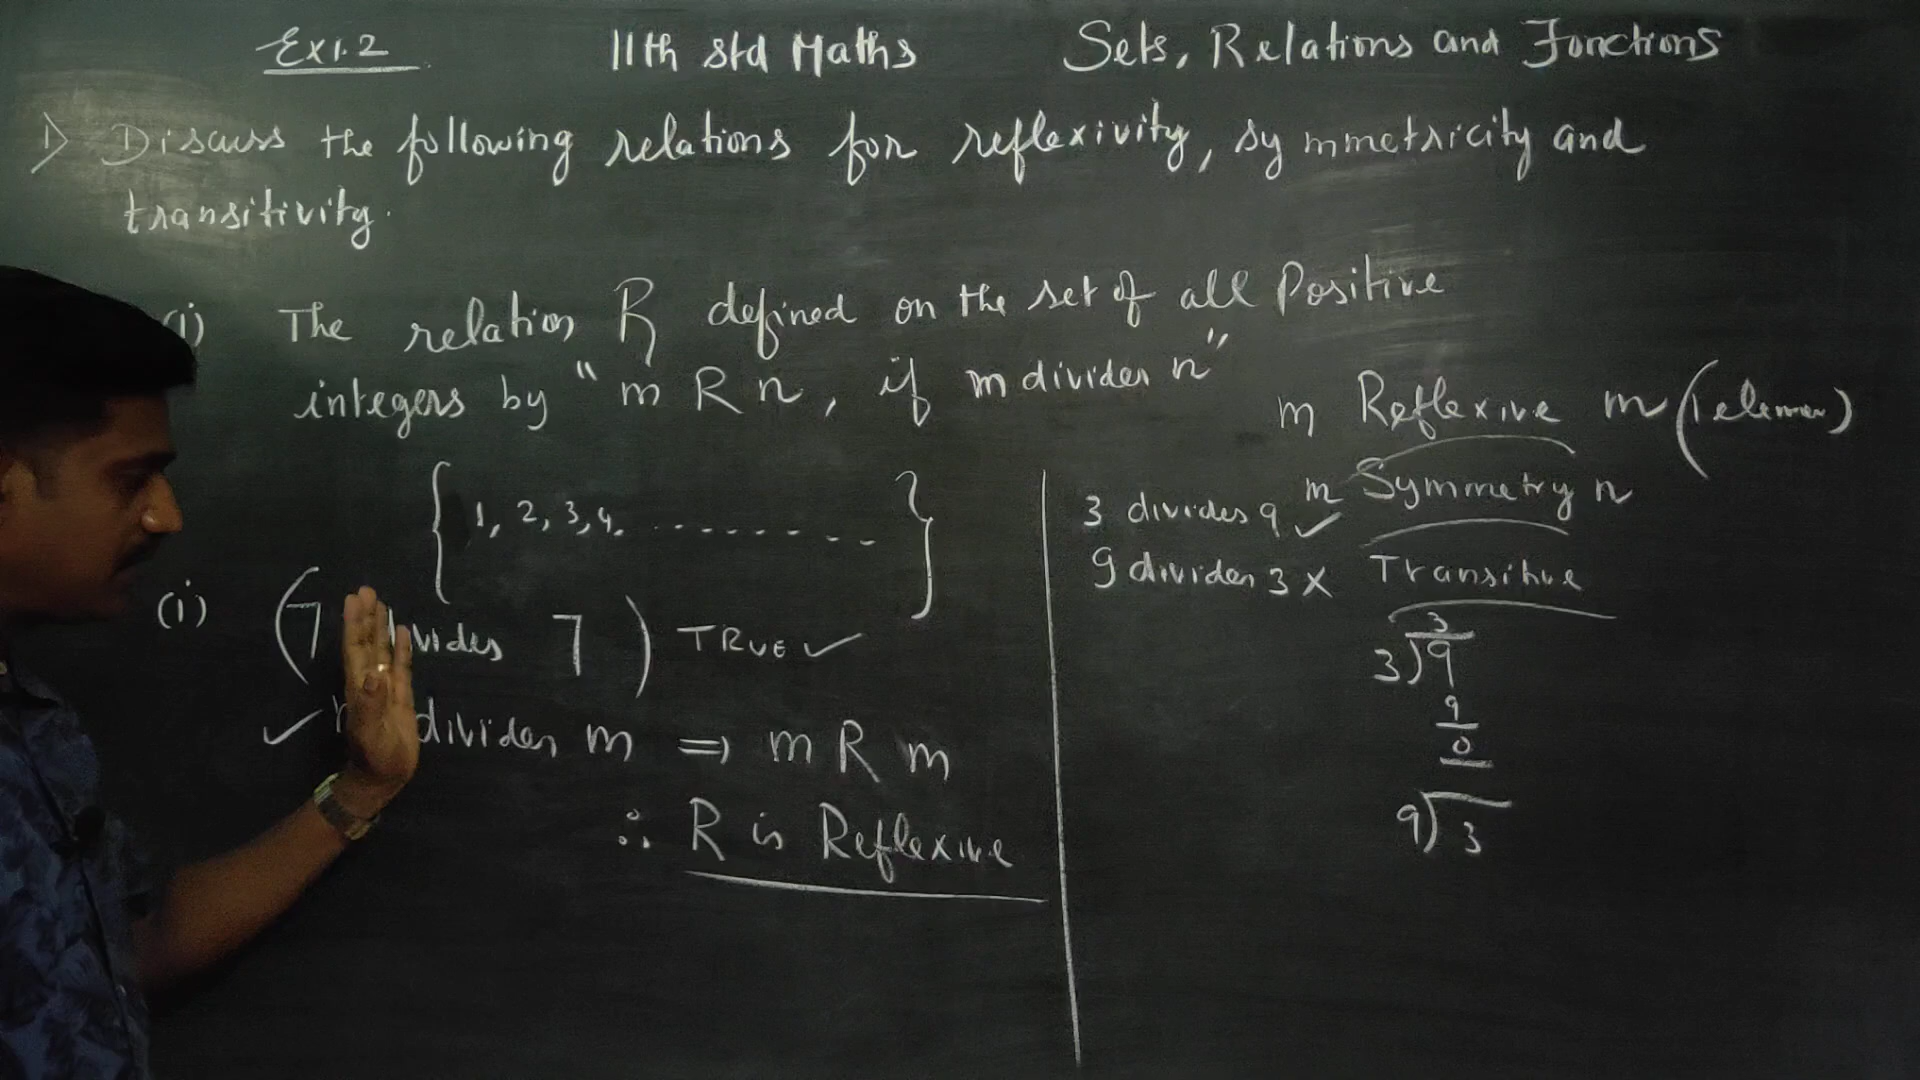 Ex 1.2 11th std Maths Sets, Relations and Functions
1) Discuss the following relations for reflexivity, symmetricity and
transitivity.
(i) The relation R defined on the set of all Positive
integers by "m R n, if m divides n"
{ 1, 2, 3, 4, ......... }
(i) (7 divides 7) TRUE ✓
✓ divides m ⇒ m R m
∴ R is Reflexive
m Reflexive m
m Symmetry n
3 divides 9 ✓
9 divides 3 × Transitive
3
3) 9
9
0
9) 3